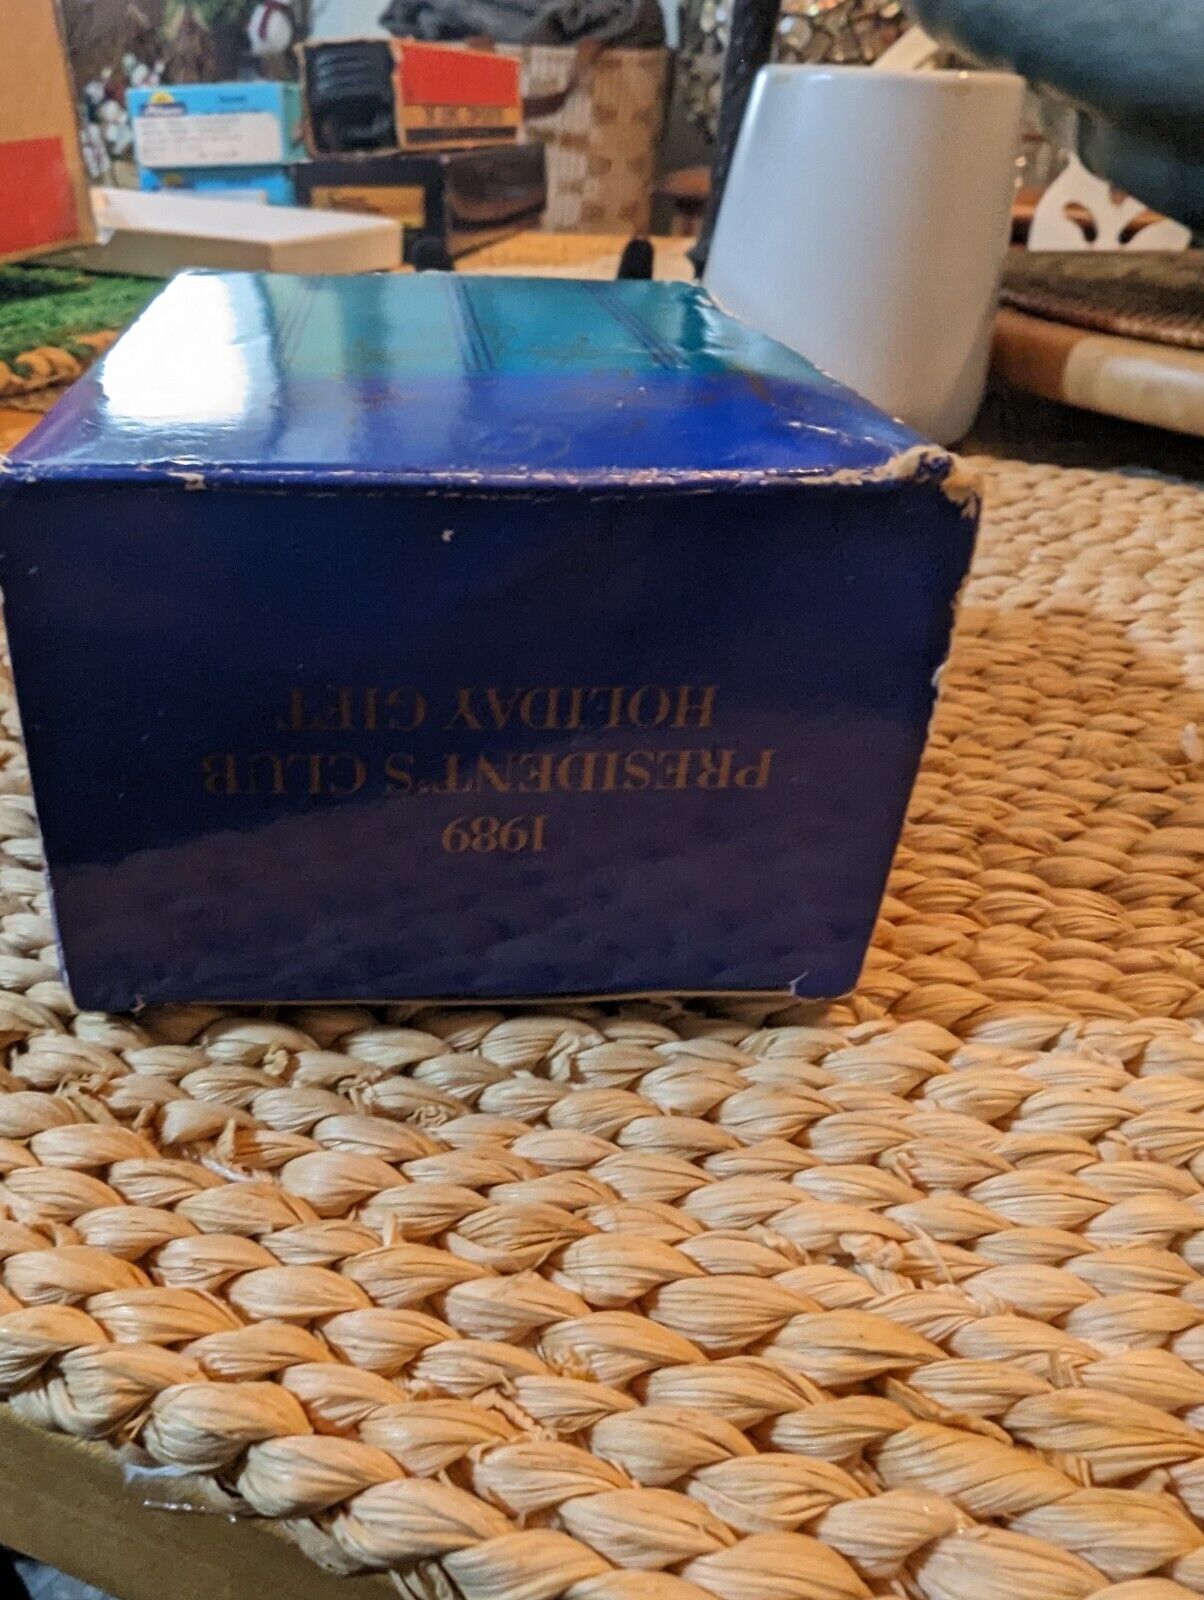 1989
PRESIDENT'S CLUB
HOLIDAY GIFT